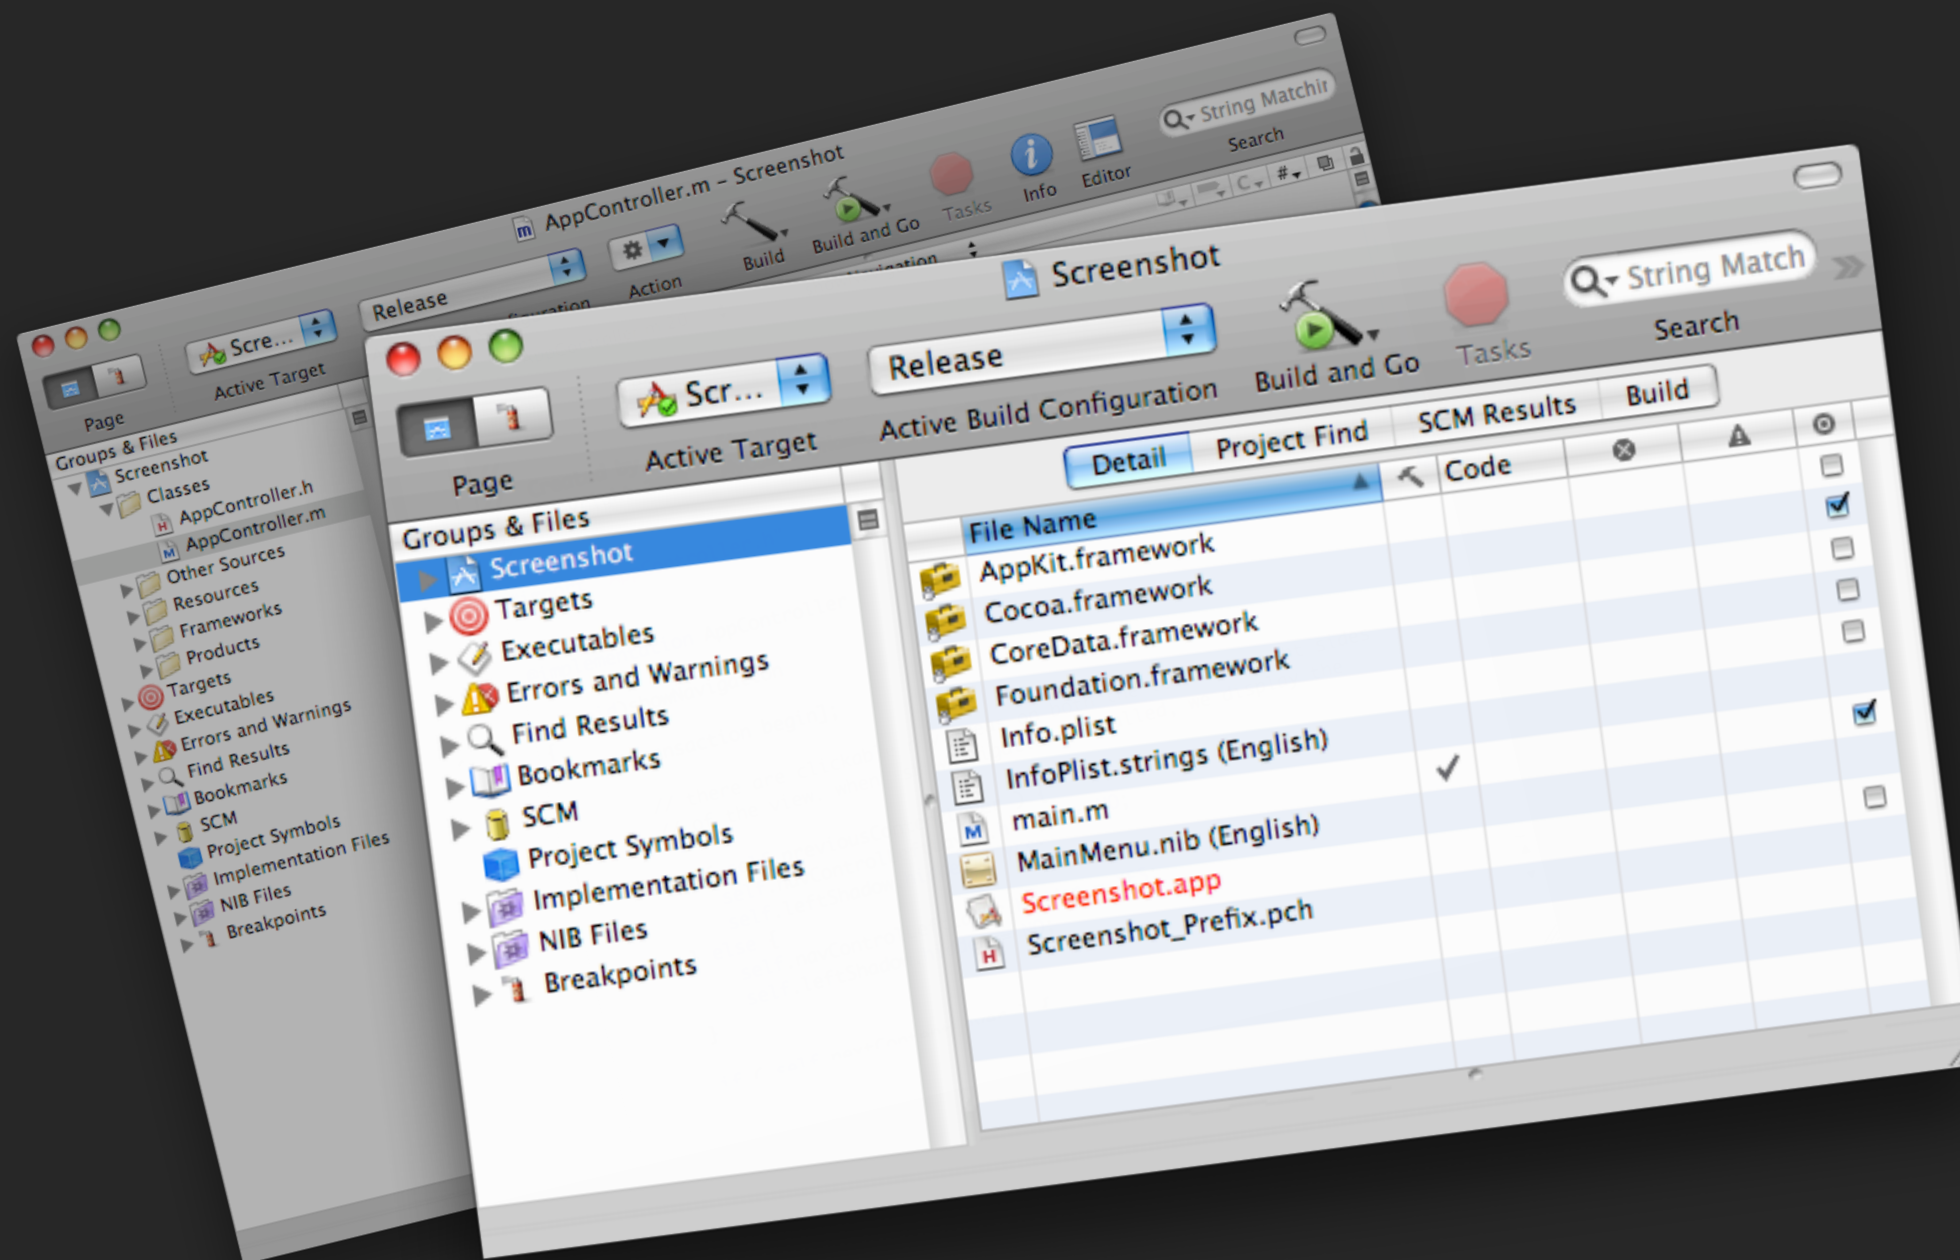 AppController.m – Screenshot
Page
Scre...
Active Target
Release
Action
Build
Build and Go
Tasks
Info
Editor
String Matchin
Search
C
#
Groups & Files
Screenshot
Classes
AppController.h
AppController.m
Other Sources
Resources
Frameworks
Products
Targets
Executables
Errors and Warnings
Find Results
Bookmarks
SCM
Project Symbols
Implementation Files
NIB Files
Breakpoints
Screenshot
Page
Scr...
Active Target
Release
Active Build Configuration
Build and Go
Tasks
String Match
Search
Detail
Project Find
SCM Results
Build
Groups & Files
Screenshot
Targets
Executables
Errors and Warnings
Find Results
Bookmarks
SCM
Project Symbols
Implementation Files
NIB Files
Breakpoints
File Name
Code
AppKit.framework
Cocoa.framework
CoreData.framework
Foundation.framework
Info.plist
InfoPlist.strings (English)
main.m
MainMenu.nib (English)
Screenshot.app
Screenshot_Prefix.pch